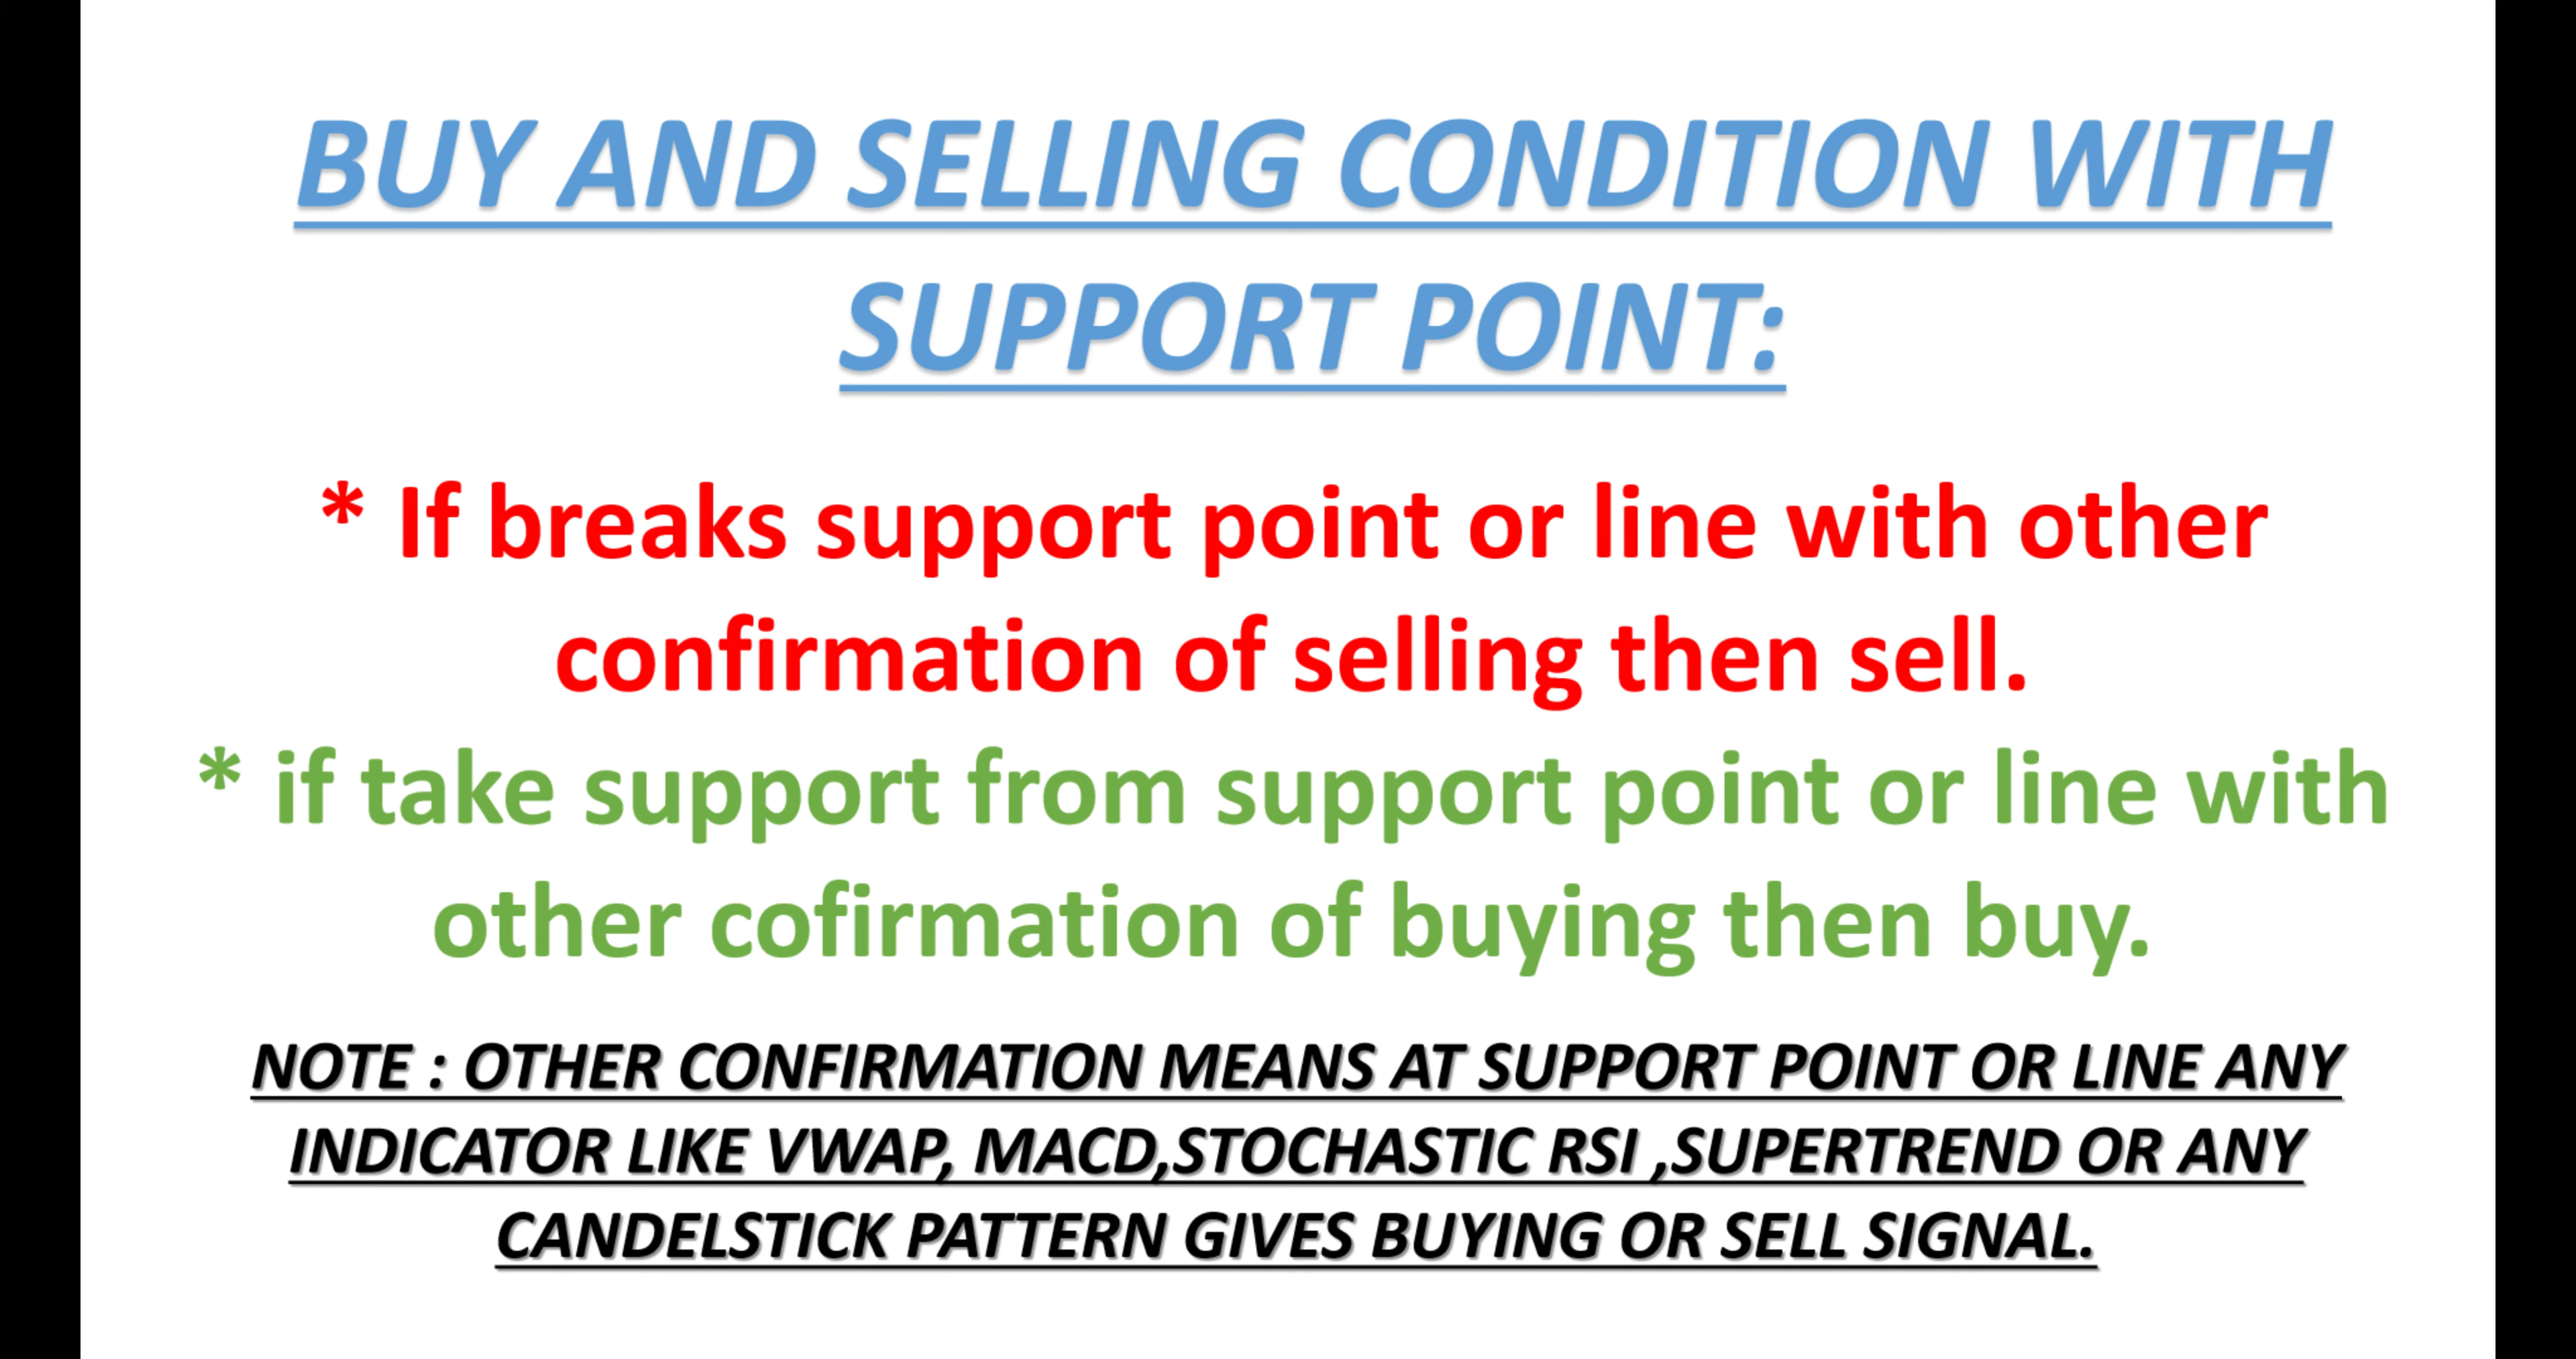 BUY AND SELLING CONDITION WITH
SUPPORT POINT:
* If breaks support point or line with other
confirmation of selling then sell.
* if take support from support point or line with
other cofirmation of buying then buy.
NOTE : OTHER CONFIRMATION MEANS AT SUPPORT POINT OR LINE ANY
INDICATOR LIKE VWAP, MACD,STOCHASTIC RSI ,SUPERTREND OR ANY
CANDELSTICK PATTERN GIVES BUYING OR SELL SIGNAL.